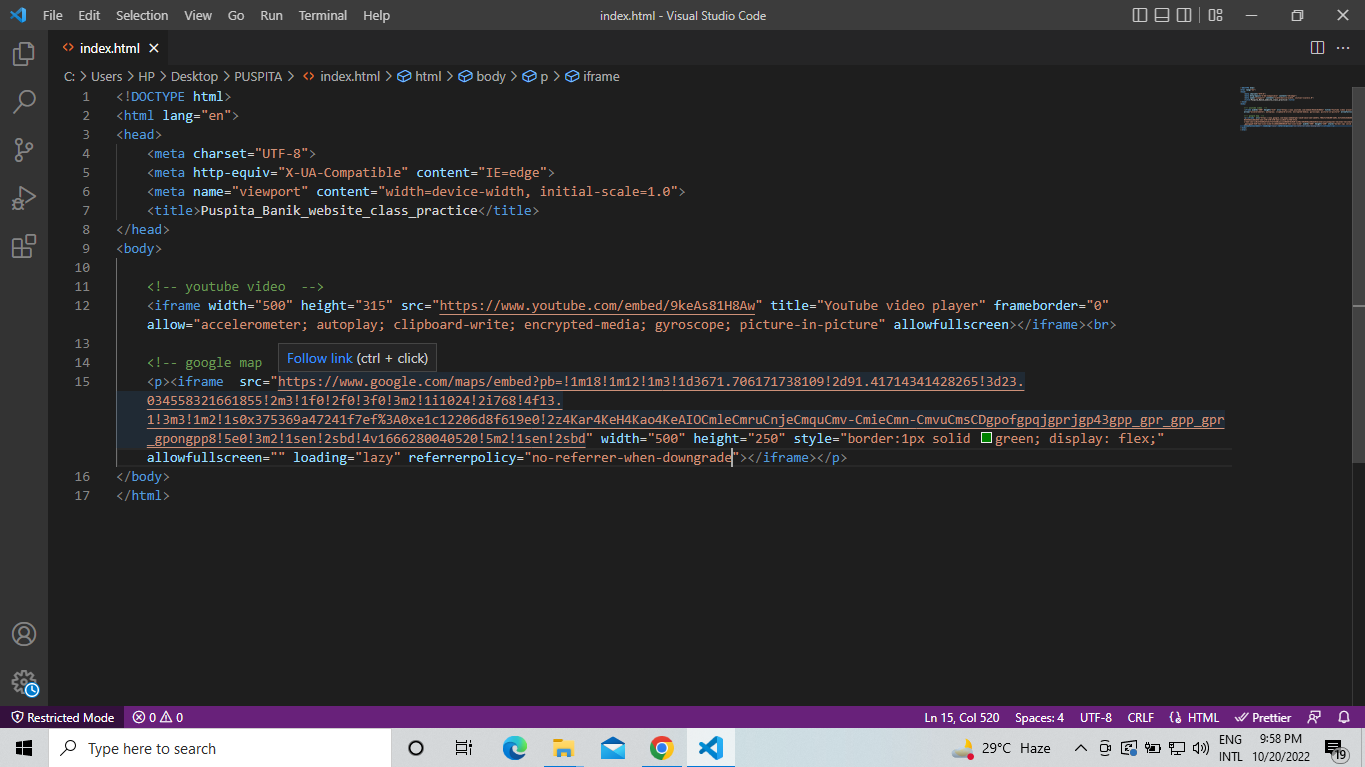 File Edit Selection View Go Run Terminal Help index.html - Visual Studio Code
index.html
C: > Users > HP > Desktop > PUSPITA > index.html > html > body > p > iframe
1 <!DOCTYPE html>
2 <html lang="en">
3 <head>
4 <meta charset="UTF-8">
5 <meta http-equiv="X-UA-Compatible" content="IE=edge">
6 <meta name="viewport" content="width=device-width, initial-scale=1.0">
7 <title>Puspita_Banik_website_class_practice</title>
8 </head>
9 <body>
10
11 <!-- youtube video -->
12 <iframe width="500" height="315" src="https://www.youtube.com/embed/9keAs81H8Aw" title="YouTube video player" frameborder="0"
allow="accelerometer; autoplay; clipboard-write; encrypted-media; gyroscope; picture-in-picture" allowfullscreen></iframe><br>
13
14 <!-- google map
Follow link (ctrl + click)
15 <p><iframe src="https://www.google.com/maps/embed?pb=!1m18!1m12!1m3!1d3671.706171738109!2d91.41714341428265!3d23.
034558321661855!2m3!1f0!2f0!3f0!3m2!1i1024!2i768!4f13.
1!3m3!1m2!1s0x375369a47241f7ef%3A0xe1c12206d8f619e0!2z4Kar4KeH4Kao4KeAIOCmleCmruCnjeCmquCmv-CmieCmn-CmvuCmsCDgpofgpqjgprjgp43gpp_gpr_gpp_gpr
_gpongpp8!5e0!3m2!1sen!2sbd!4v1666280040520!5m2!1sen!2sbd" width="500" height="250" style="border:1px solid green; display: flex;"
allowfullscreen="" loading="lazy" referrerpolicy="no-referrer-when-downgrade"></iframe></p>
16 </body>
17 </html>
Restricted Mode 0 0 Ln 15, Col 520 Spaces: 4 UTF-8 CRLF HTML Prettier
Type here to search 29°C Haze ENG 9:58 PM
INTL 10/20/2022 19